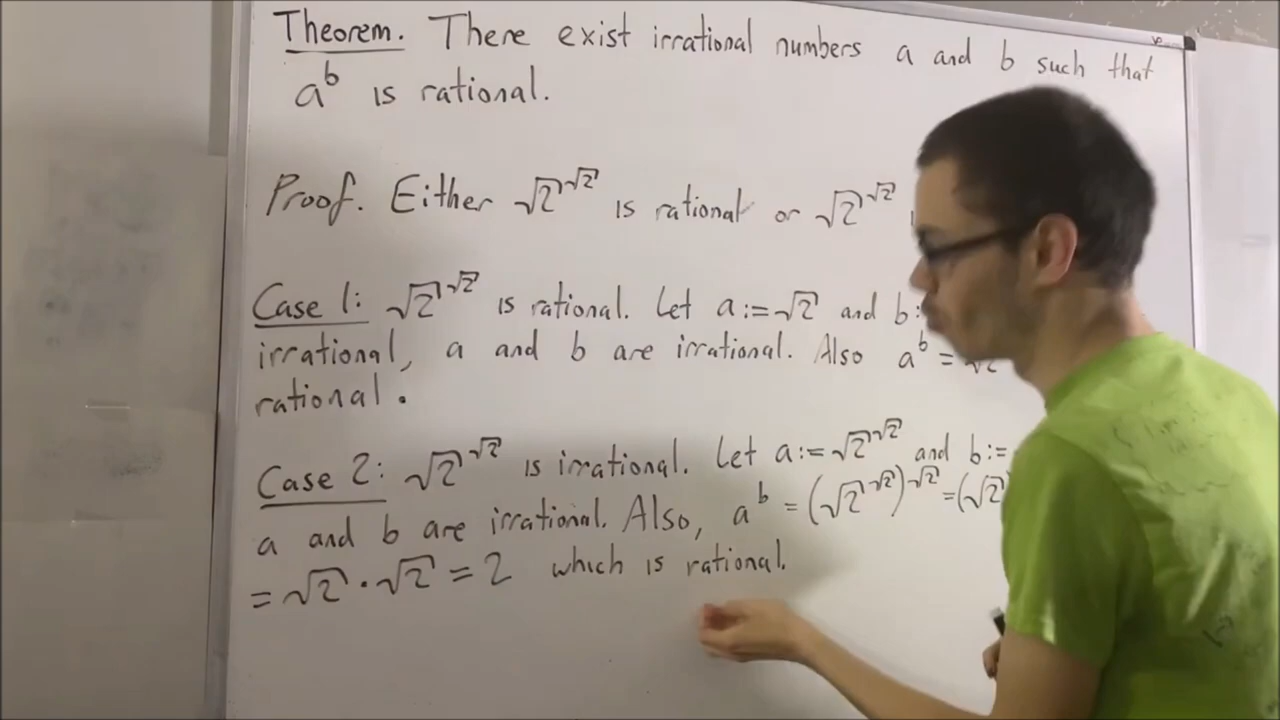 Theorem. There exist irrational numbers a and b such that
a^b is rational.
Proof. Either √2^√2 is rational or √2^√2
Case 1: √2^√2 is rational. Let a:=√2 and b:
irrational, a and b are irrational. Also a^b = √2
rational.
Case 2: √2^√2 is irrational. Let a:=√2^√2 and b:=
a and b are irrational. Also, a^b = (√2^√2)^√2 = (√2)
= √2 · √2 = 2 which is rational.